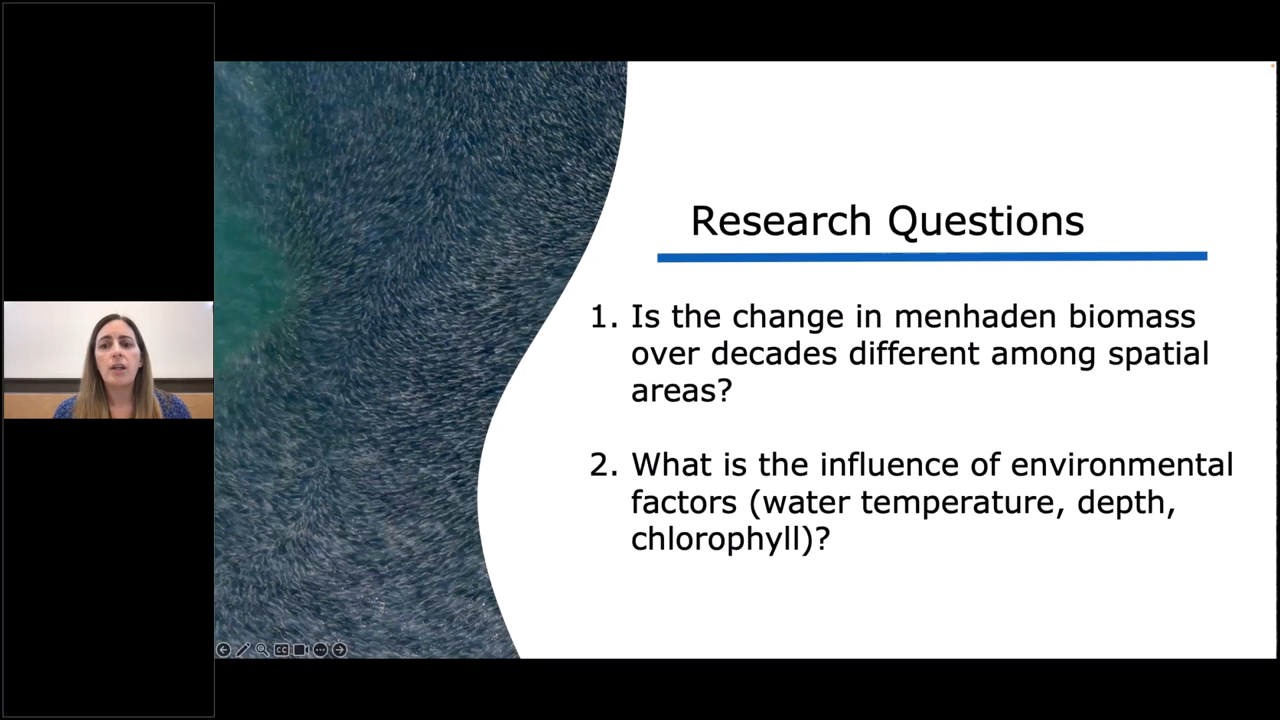 Research Questions
1. Is the change in menhaden biomass
over decades different among spatial
areas?
2. What is the influence of environmental
factors (water temperature, depth,
chlorophyll)?